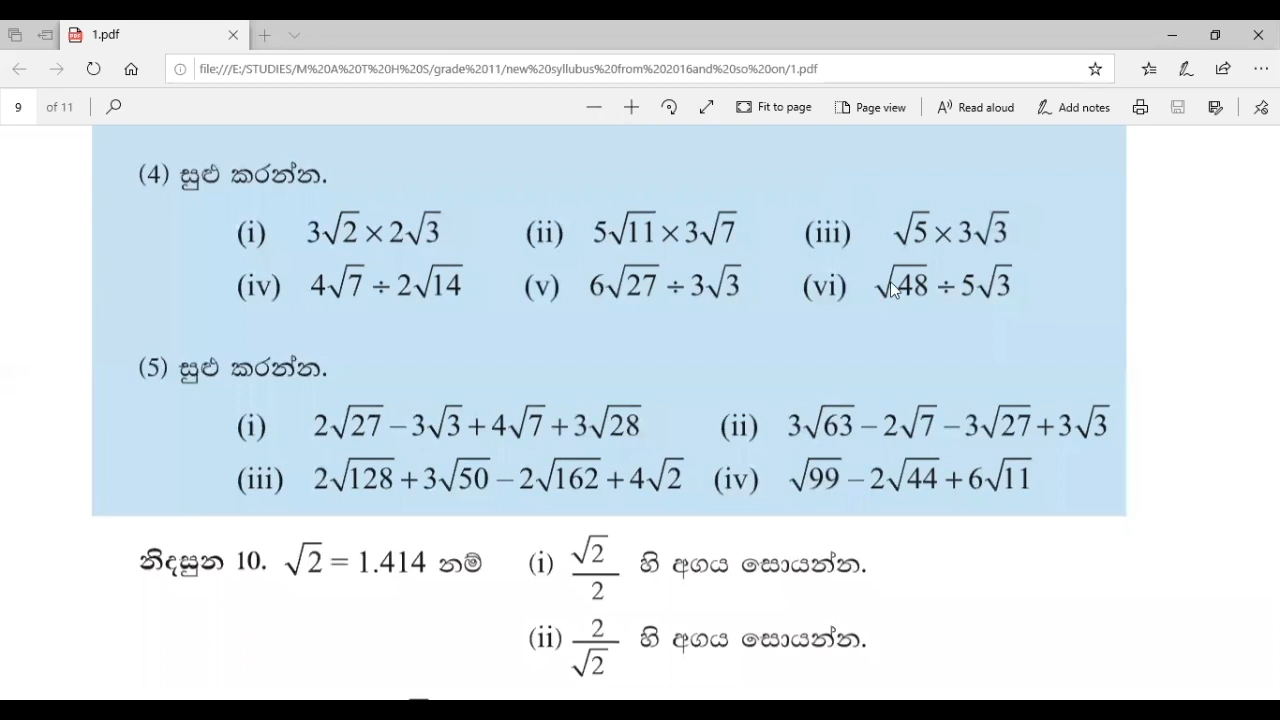 1.pdf
file:///E:/STUDIES/M%20A%20T%20H%20S/grade%2011/new%20syllubus%20from%202016and%20so%20on/1.pdf
9 of 11 Fit to page Page view Read aloud Add notes
(4) සුළු කරන්න.
(i) 3√2 × 2√3 (ii) 5√11 × 3√7 (iii) √5 × 3√3
(iv) 4√7 ÷ 2√14 (v) 6√27 ÷ 3√3 (vi) √48 ÷ 5√3
(5) සුළු කරන්න.
(i) 2√27 − 3√3 + 4√7 + 3√28 (ii) 3√63 − 2√7 − 3√27 + 3√3
(iii) 2√128 + 3√50 − 2√162 + 4√2 (iv) √99 − 2√44 + 6√11
නිදසුන 10. √2 = 1.414 නම් (i) √2/2 හි අගය සොයන්න.
(ii) 2/√2 හි අගය සොයන්න.